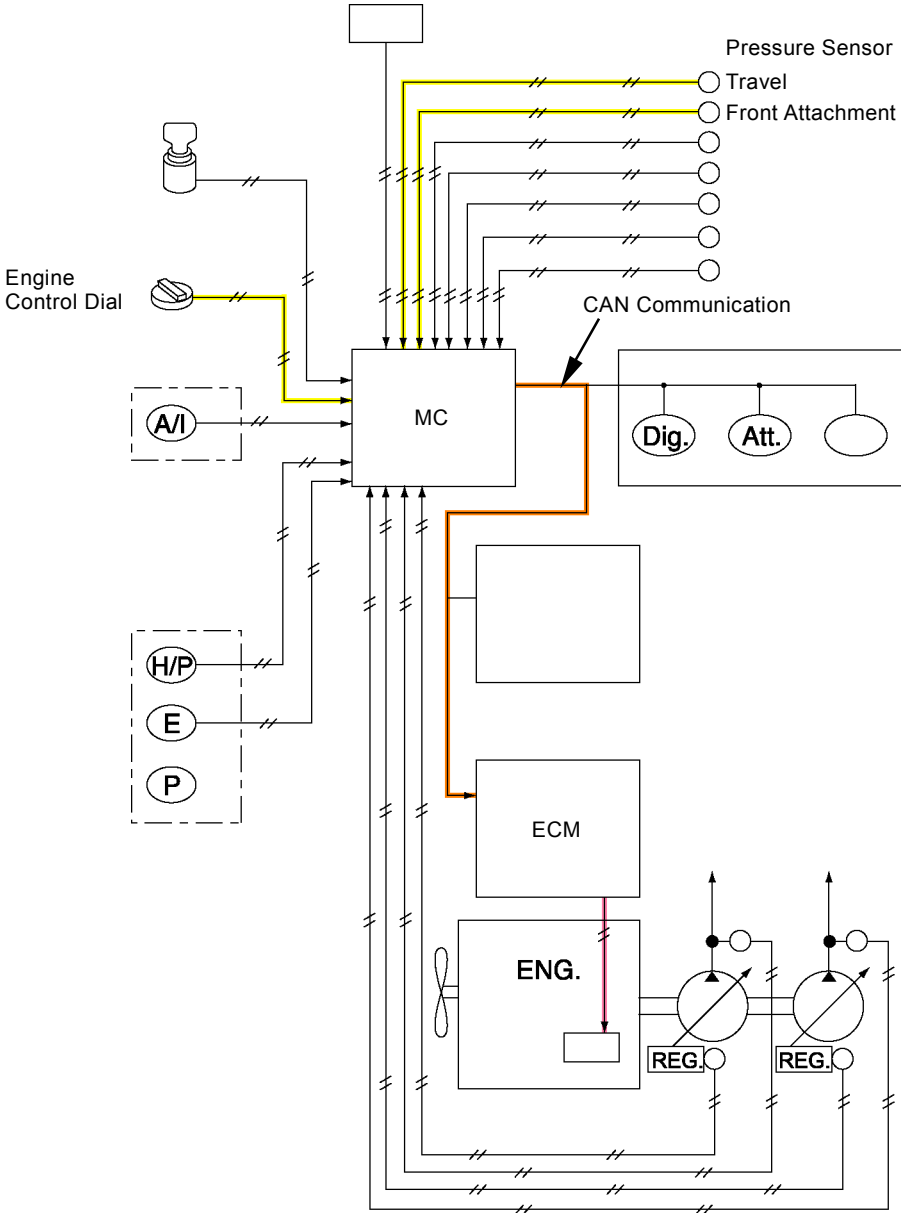 Pressure Sensor
Travel
Front Attachment
Engine
Control Dial
CAN Communication
A/I
MC
Dig.
Att.
H/P
E
P
ECM
ENG.
REG.
REG.